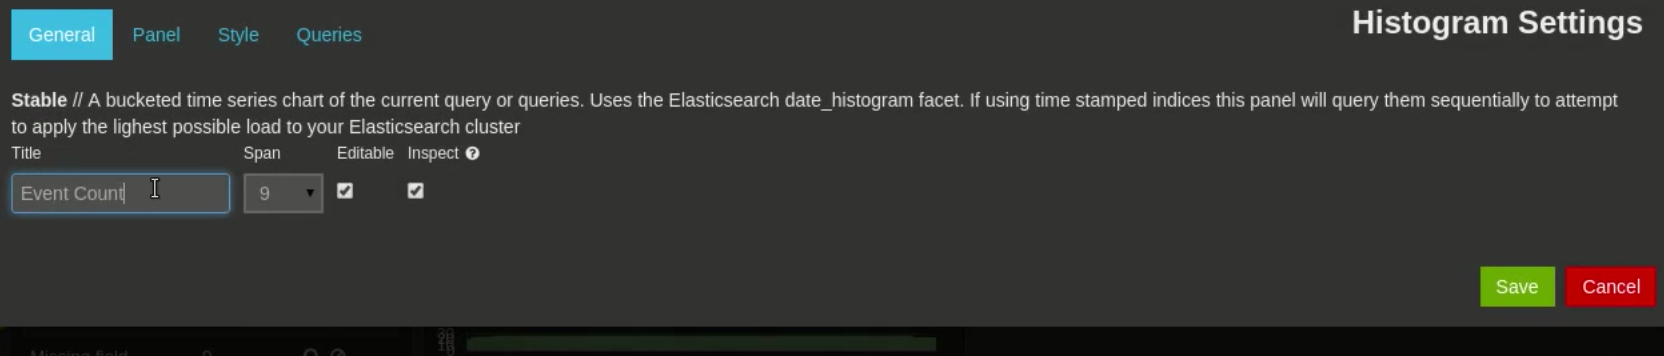 Histogram Settings
General Panel Style Queries
Stable // A bucketed time series chart of the current query or queries. Uses the Elasticsearch date_histogram facet. If using time stamped indices this panel will query them sequentially to attempt
to apply the lighest possible load to your Elasticsearch cluster
Title Span Editable Inspect
Event Count 9
Save Cancel
Missing field 0